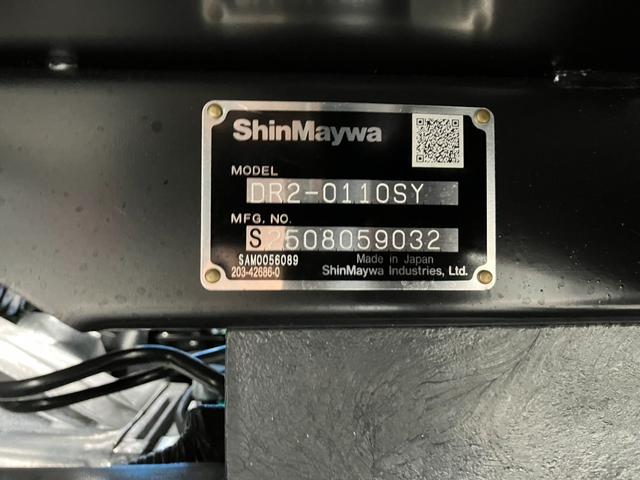 ShinMaywa
MODEL
DR2-0110SY
MFG. NO.
S2508059032
SAM0056089
Made in Japan
203-42686-0
ShinMaywa Industries, Ltd.